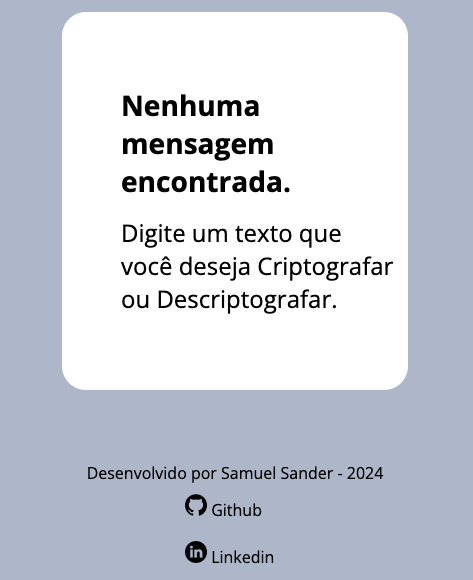 Nenhuma
mensagem
encontrada.
Digite um texto que
você deseja Criptografar
ou Descriptografar.
Desenvolvido por Samuel Sander - 2024
Github
in Linkedin